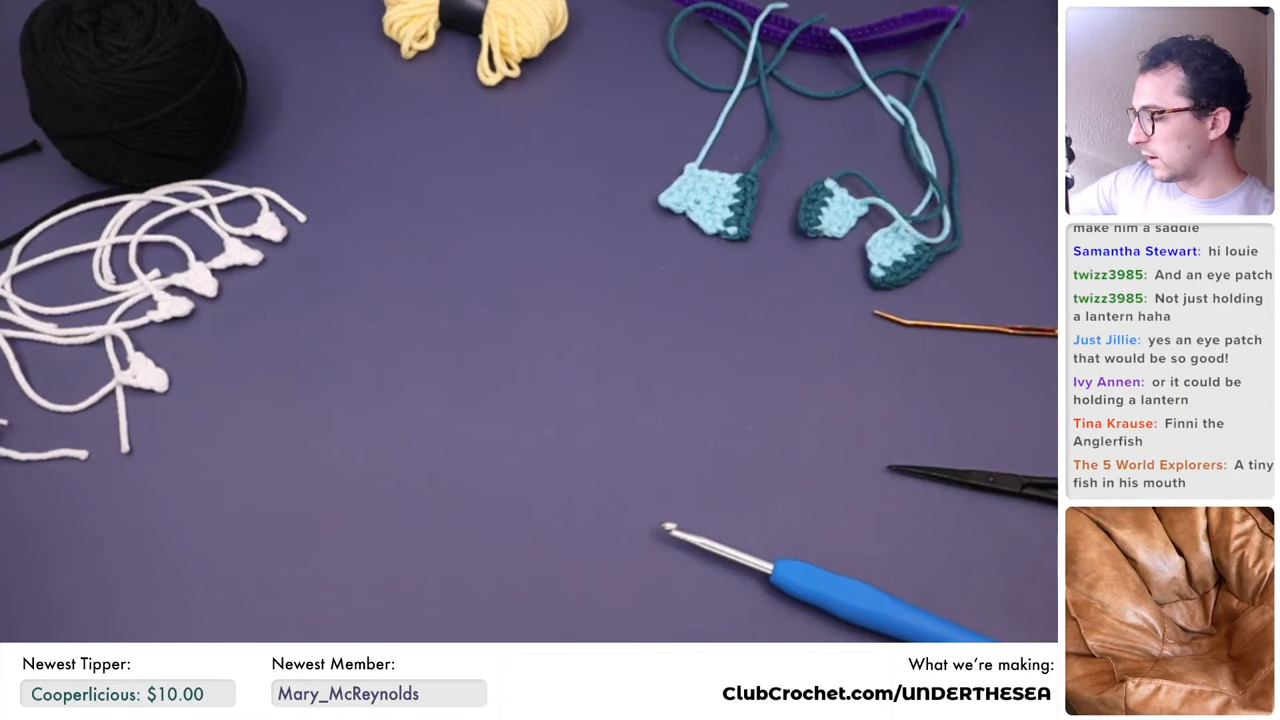 make him a saddle
Samantha Stewart: hi louie
twizz3985: And an eye patch
twizz3985: Not just holding
a lantern haha
Just Jillie: yes an eye patch
that would be so good!
Ivy Annen: or it could be
holding a lantern
Tina Krause: Finni the
Anglerfish
The 5 World Explorers: A tiny
fish in his mouth
Newest Tipper:
Cooperlicious: $10.00
Newest Member:
Mary_McReynolds
What we're making:
ClubCrochet.com/UNDERTHESEA